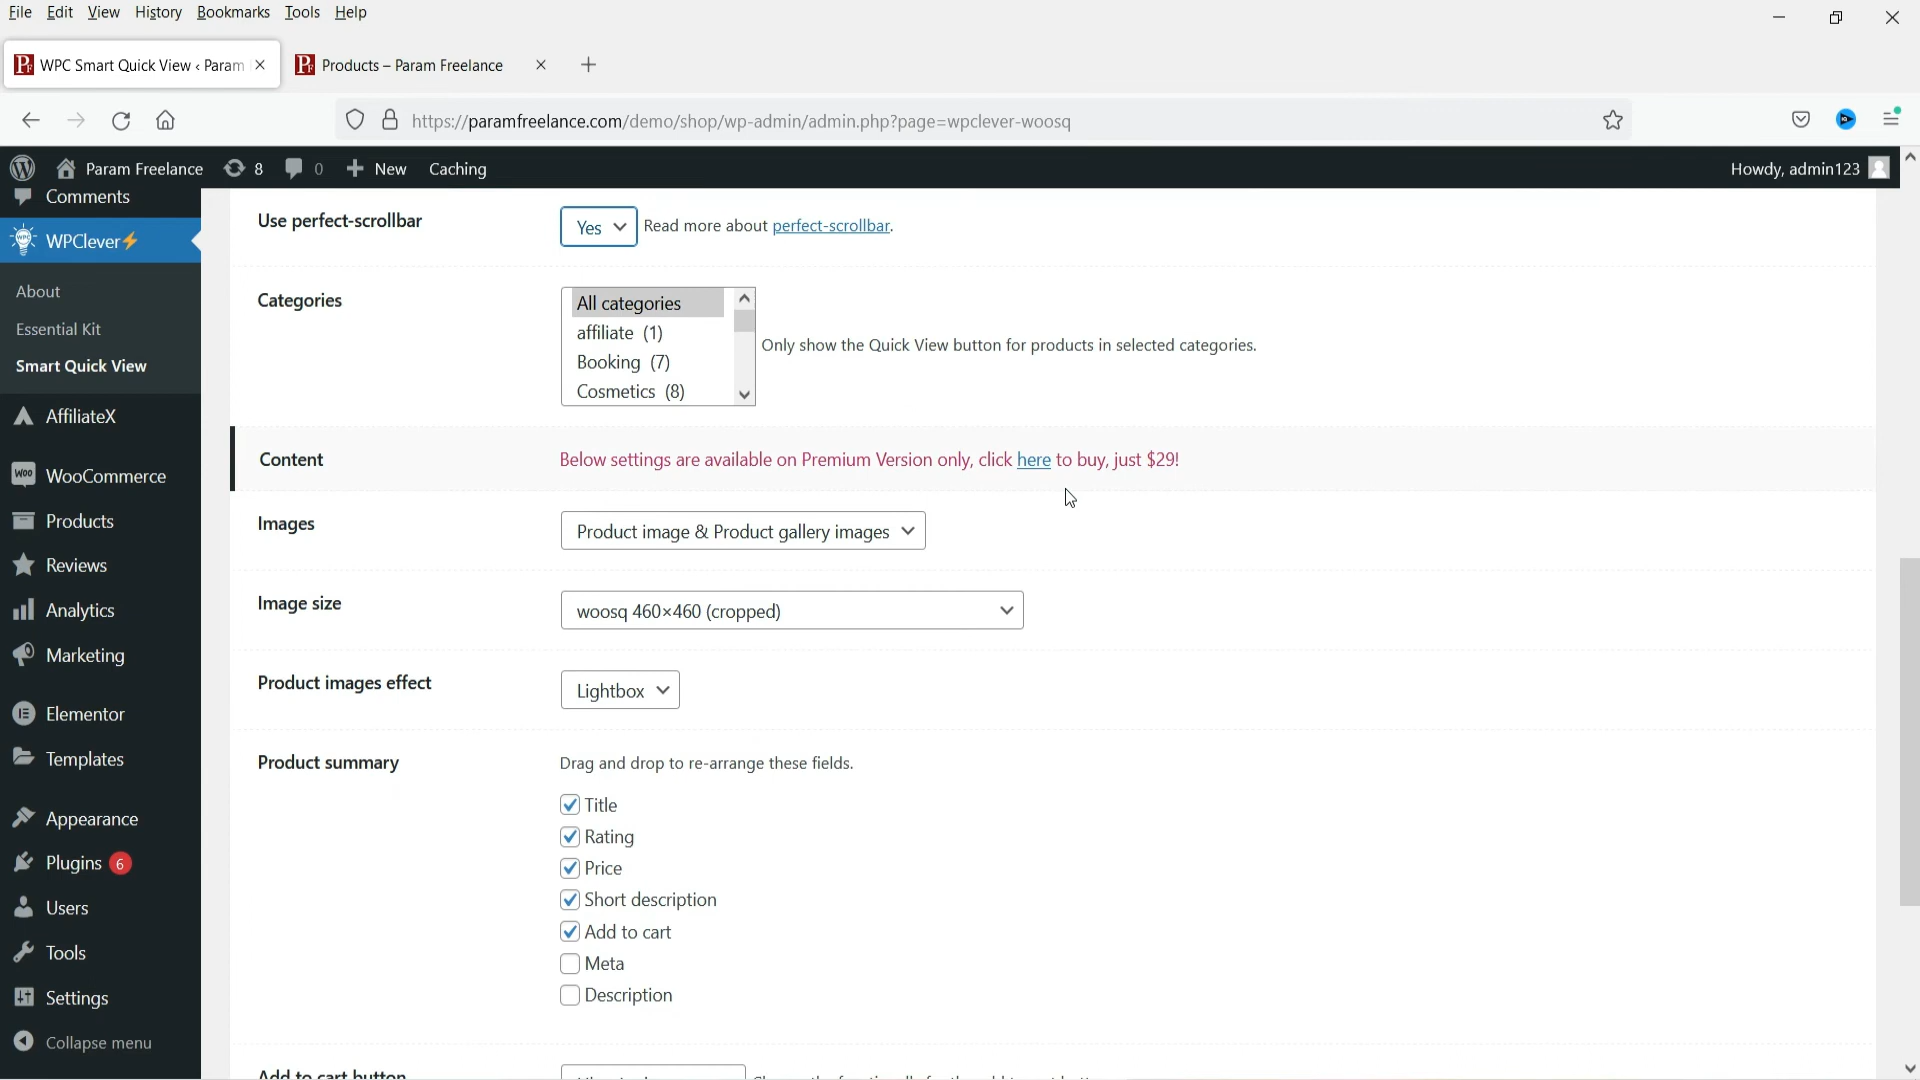 File Edit View History Bookmarks Tools Help
WPC Smart Quick View ‹ Param
Products – Param Freelance
https://paramfreelance.com/demo/shop/wp-admin/admin.php?page=wpclever-woosq
Param Freelance 8 0 New Caching Howdy, admin123
Comments
WPClever⚡
About
Essential Kit
Smart Quick View
AffiliateX
WooCommerce
Products
Reviews
Analytics
Marketing
Elementor
Templates
Appearance
Plugins 6
Users
Tools
Settings
Collapse menu
Use perfect-scrollbar Yes Read more about perfect-scrollbar.
Categories
All categories
affiliate (1)
Booking (7)
Cosmetics (8)
Only show the Quick View button for products in selected categories.
Content Below settings are available on Premium Version only, click here to buy, just $29!
Images Product image & Product gallery images
Image size woosq 460×460 (cropped)
Product images effect Lightbox
Product summary Drag and drop to re-arrange these fields.
Title
Rating
Price
Short description
Add to cart
Meta
Description
Add to cart button